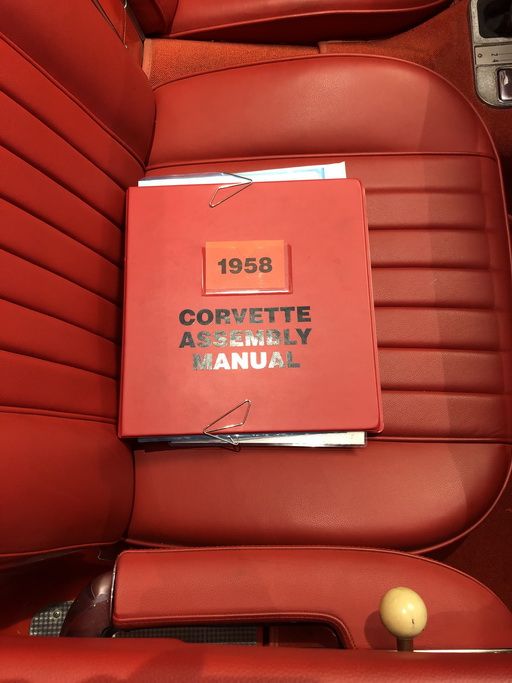 1958
CORVETTE
ASSEMBLY
MANUAL